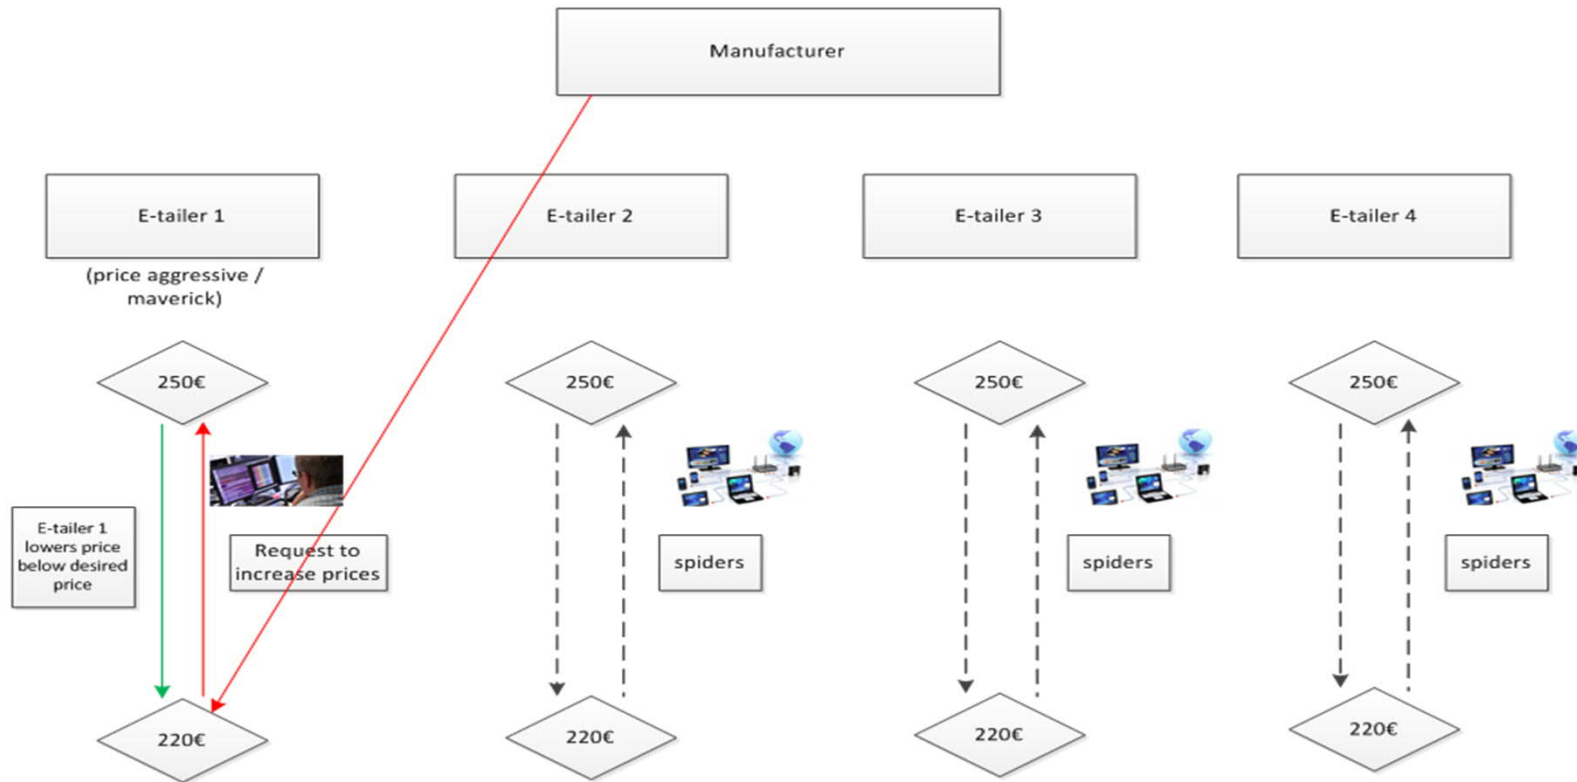 Manufacturer
E-tailer 1
E-tailer 2
E-tailer 3
E-tailer 4
(price aggressive /
maverick)
250€
250€
250€
250€
E-tailer 1
lowers price
below desired
price
Request to
increase prices
spiders
spiders
spiders
220€
220€
220€
220€